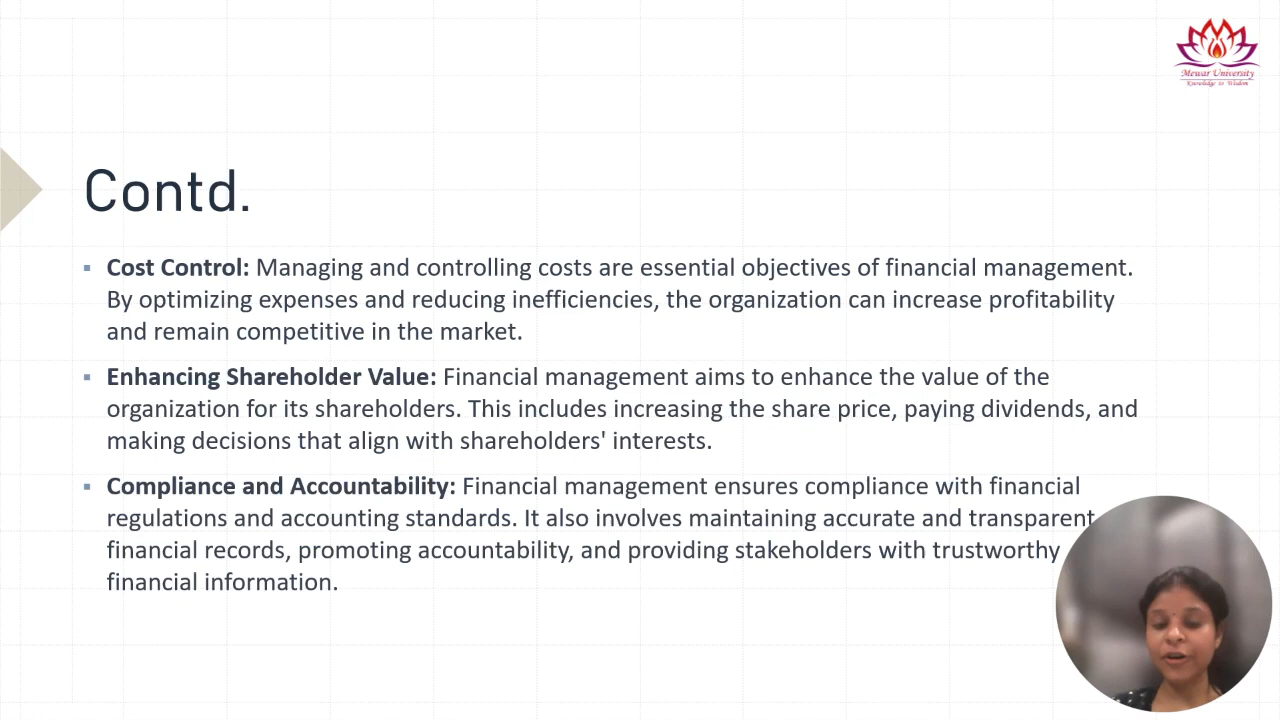 Mewar University
Knowledge to Wisdom
Contd.
▪ Cost Control: Managing and controlling costs are essential objectives of financial management.
By optimizing expenses and reducing inefficiencies, the organization can increase profitability
and remain competitive in the market.
▪ Enhancing Shareholder Value: Financial management aims to enhance the value of the
organization for its shareholders. This includes increasing the share price, paying dividends, and
making decisions that align with shareholders' interests.
▪ Compliance and Accountability: Financial management ensures compliance with financial
regulations and accounting standards. It also involves maintaining accurate and transparent
financial records, promoting accountability, and providing stakeholders with trustworthy
financial information.